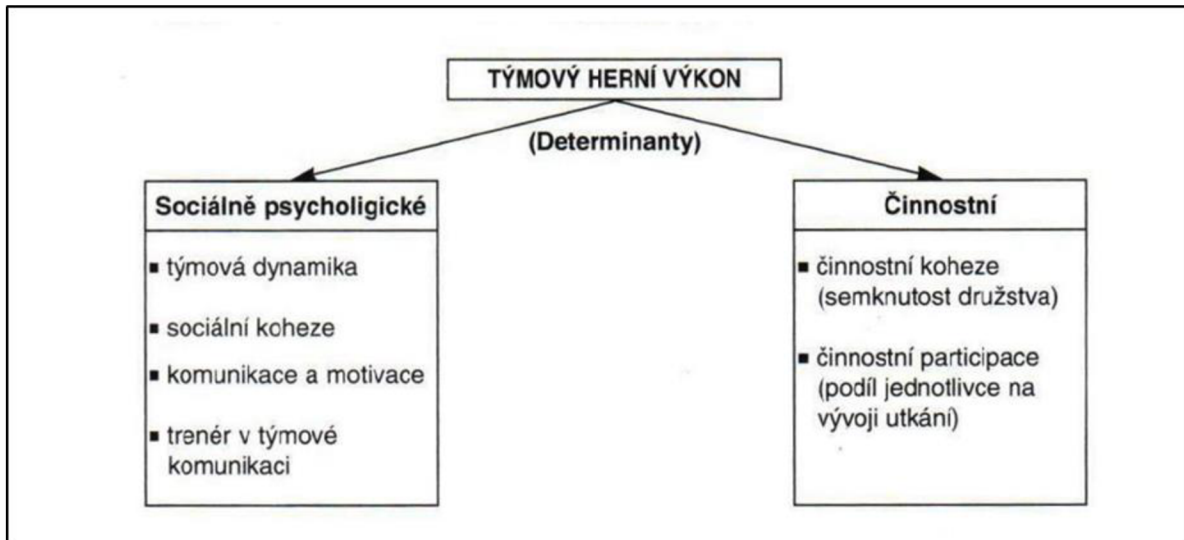 TÝMOVÝ HERNÍ VÝKON
(Determinanty)
Sociálně psycholigické
▪ týmová dynamika
▪ sociální koheze
▪ komunikace a motivace
▪ trenér v týmové
komunikaci
Činnostní
▪ činnostní koheze
(semknutost družstva)
▪ činnostní participace
(podíl jednotlivce na
vývoji utkání)